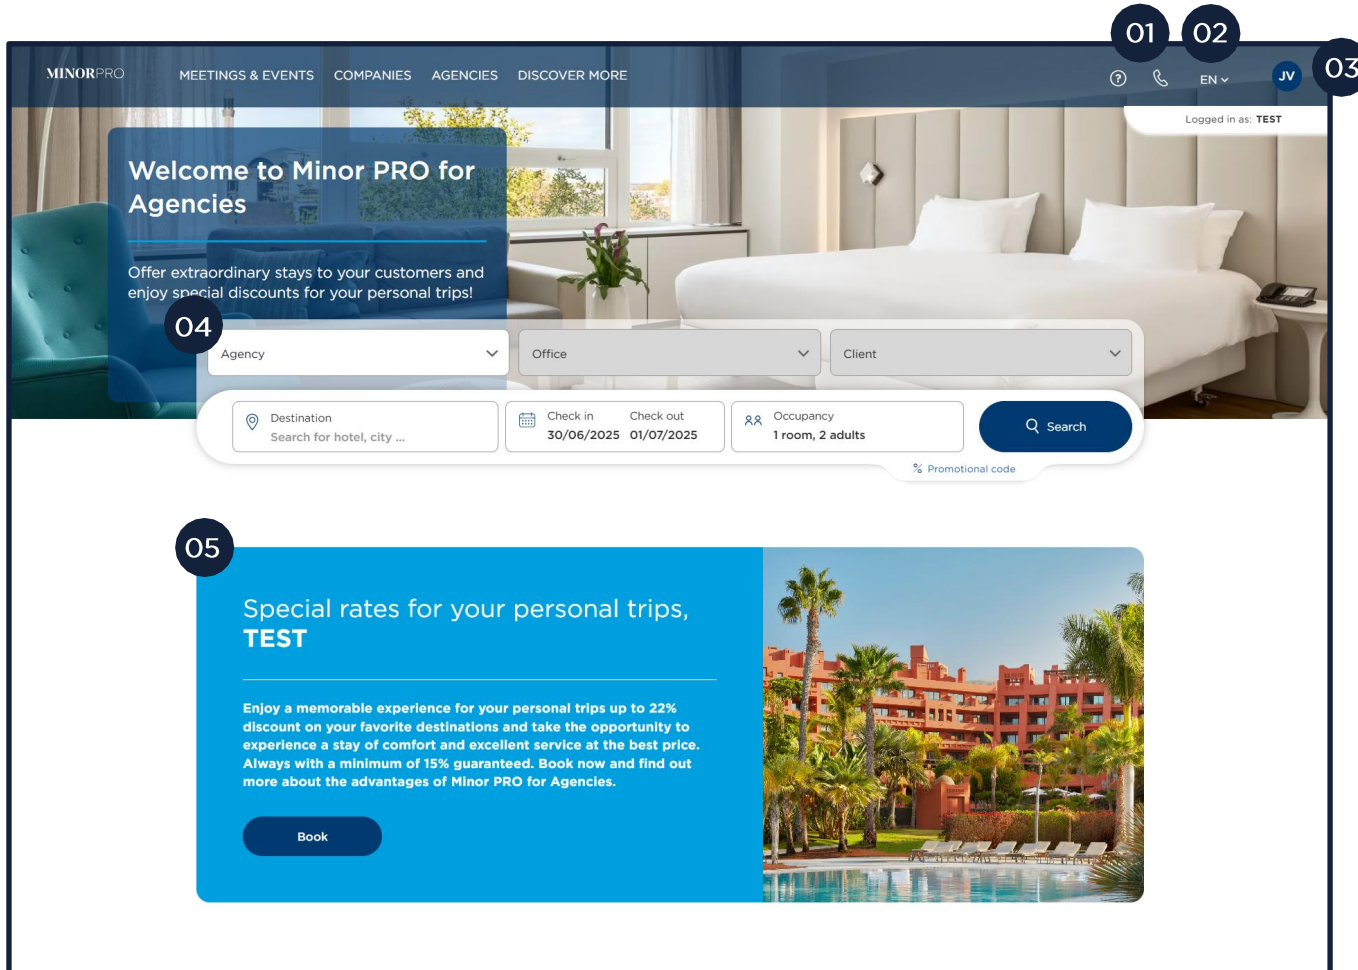 01 02
MINORPRO MEETINGS & EVENTS COMPANIES AGENCIES DISCOVER MORE ? EN JV 03
Logged in as: TEST
Welcome to Minor PRO for
Agencies
Offer extraordinary stays to your customers and
enjoy special discounts for your personal trips!
04
Agency Office Client
Destination Check in Check out Occupancy
Search for hotel, city ... 30/06/2025 01/07/2025 1 room, 2 adults Search
% Promotional code
05
Special rates for your personal trips,
TEST
Enjoy a memorable experience for your personal trips up to 22%
discount on your favorite destinations and take the opportunity to
experience a stay of comfort and excellent service at the best price.
Always with a minimum of 15% guaranteed. Book now and find out
more about the advantages of Minor PRO for Agencies.
Book